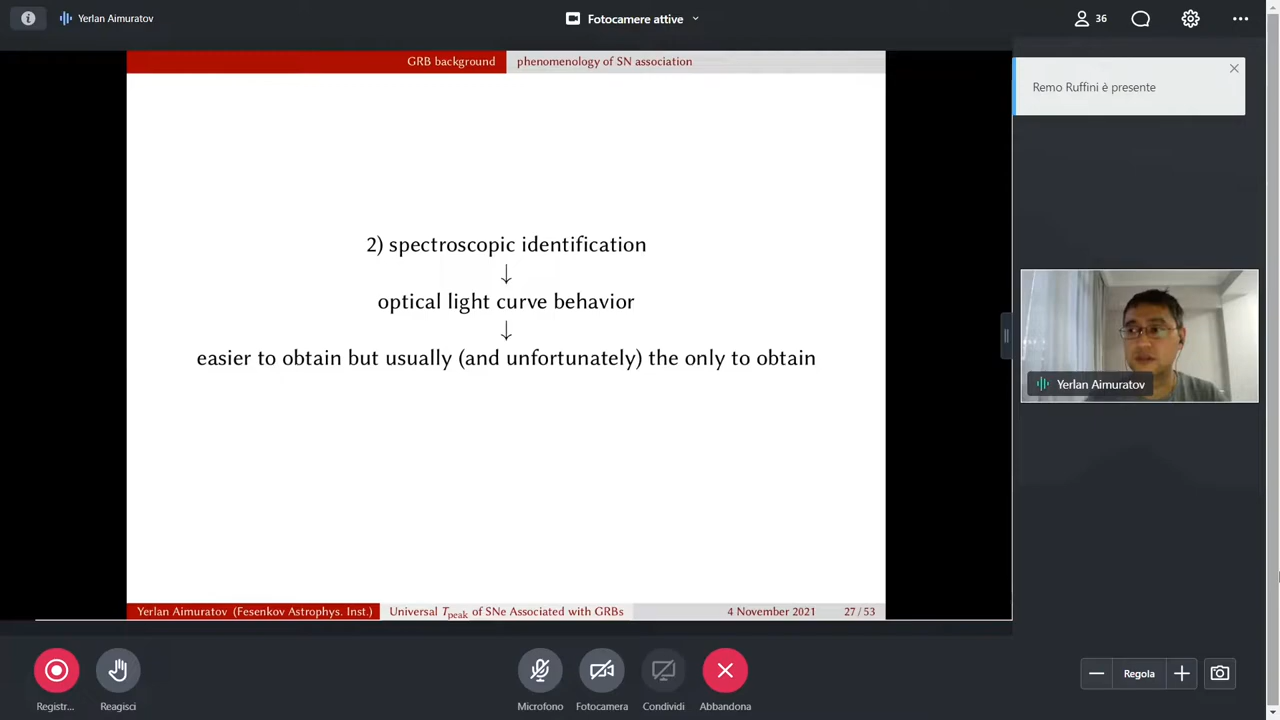 Yerlan Aimuratov
Fotocamere attive
36
GRB background
phenomenology of SN association
Remo Ruffini è presente
2) spectroscopic identification
↓
optical light curve behavior
↓
easier to obtain but usually (and unfortunately) the only to obtain
Yerlan Aimuratov
Yerlan Aimuratov (Fesenkov Astrophys. Inst.)
Universal Tpeak of SNe Associated with GRBs
4 November 2021
27 / 53
Registr...
Reagisci
Microfono
Fotocamera
Condividi
Abbandona
Regola